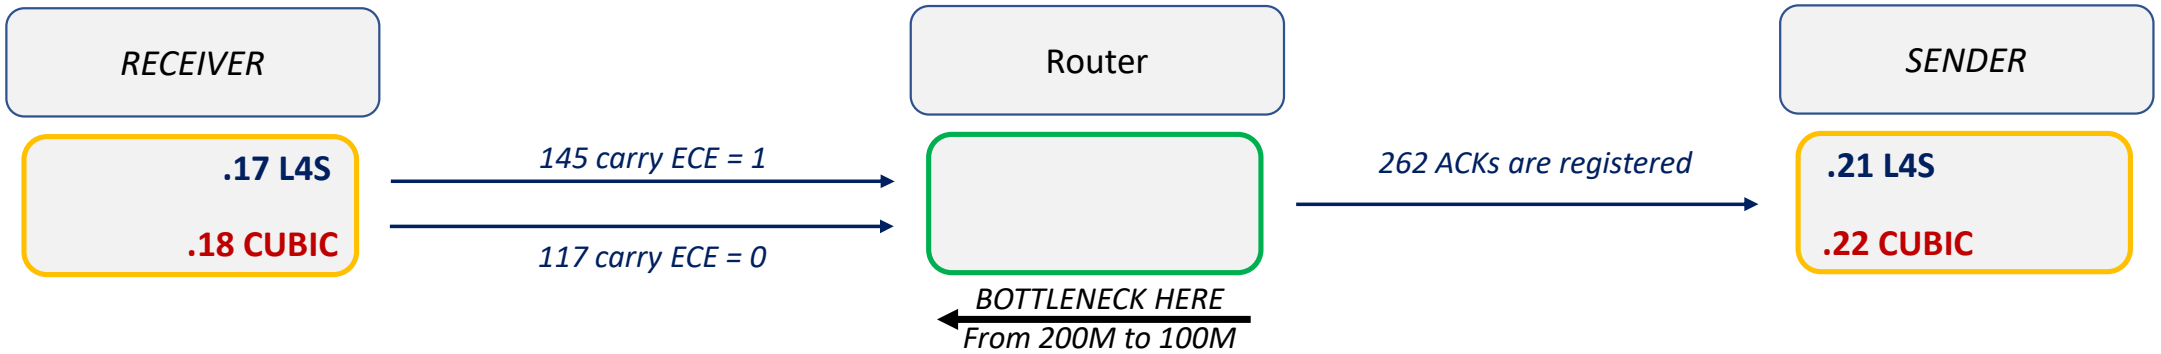 RECEIVER
Router
SENDER
.17 L4S
.18 CUBIC
145 carry ECE = 1
117 carry ECE = 0
262 ACKs are registered
.21 L4S
.22 CUBIC
BOTTLENECK HERE
From 200M to 100M